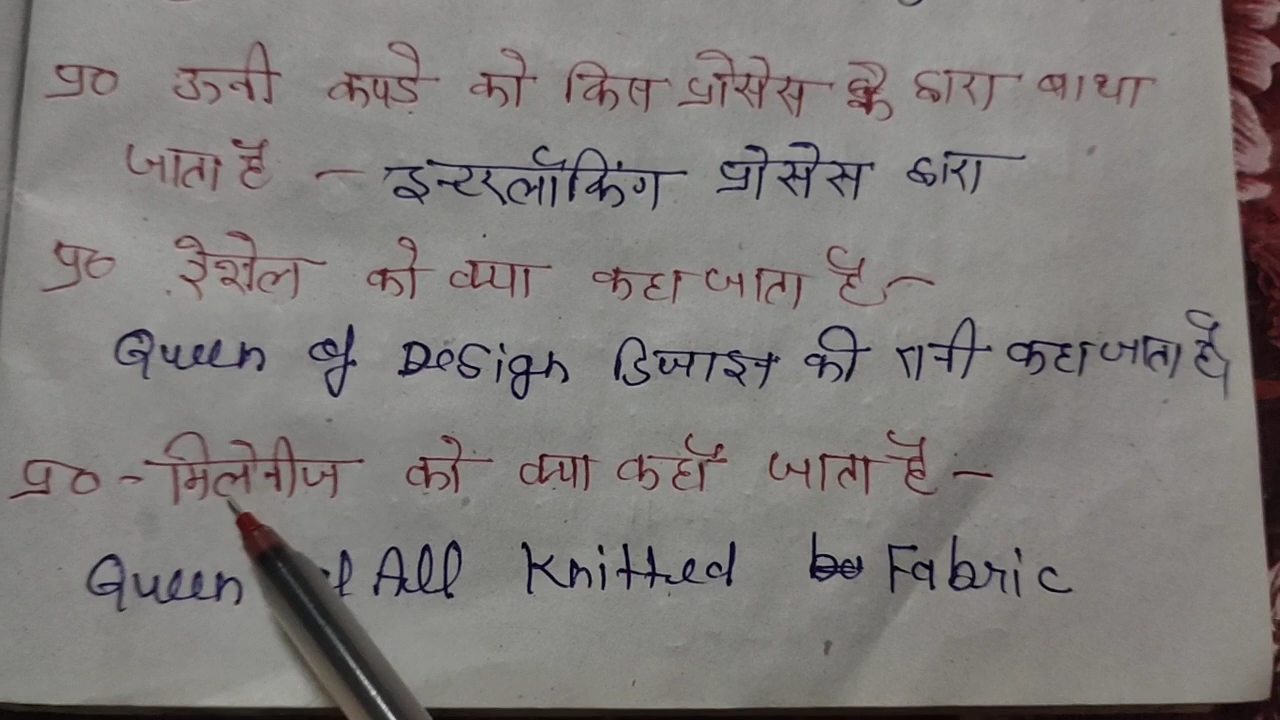 प्र० ऊनी कपडे को किस प्रोसेस के द्वारा बाधा
जाता है - इन्टरलॉकिंग प्रोसेस द्वारा
प्र० रेशेल को क्या कहा जाता है -
Queen of Design डिजाइन की रानी कहा जाता है
प्र० - मिलेनीज को क्या कहाँ जाता है -
Queen All Knitted Fabric